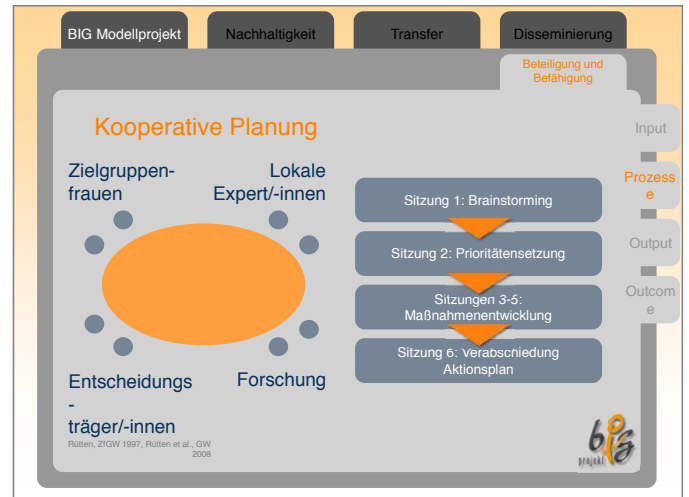 BIG Modellprojekt
Nachhaltigkeit
Transfer
Disseminierung
Beteiligung und
Befähigung
Kooperative Planung
Zielgruppen-
frauen
Lokale
Expert/-innen
Entscheidungs
-
träger/-innen
Forschung
Rütten, ZfGW 1997, Rütten et al., GW
2008
Sitzung 1: Brainstorming
Sitzung 2: Prioritätensetzung
Sitzungen 3-5:
Maßnahmenentwicklung
Sitzung 6: Verabschiedung
Aktionsplan
Input
Prozess
e
Output
Outcom
e
big
projekt